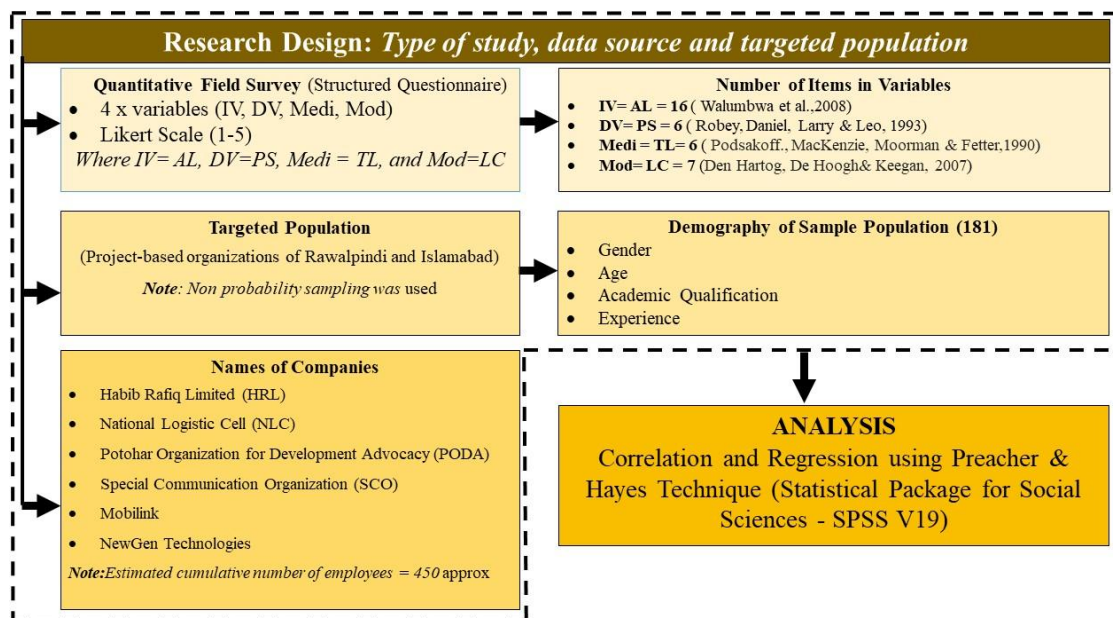 Research Design: Type of study, data source and targeted population
Quantitative Field Survey (Structured Questionnaire)
• 4 x variables (IV, DV, Medi, Mod)
• Likert Scale (1-5)
Where IV= AL, DV=PS, Medi = TL, and Mod=LC
Number of Items in Variables
• IV= AL = 16 ( Walumbwa et al.,2008)
• DV= PS = 6 ( Robey, Daniel, Larry & Leo, 1993)
• Medi = TL= 6 ( Podsakoff., MacKenzie, Moorman & Fetter,1990)
• Mod= LC = 7 (Den Hartog, De Hoogh& Keegan, 2007)
Targeted Population
(Project-based organizations of Rawalpindi and Islamabad)
Note: Non probability sampling was used
Demography of Sample Population (181)
• Gender
• Age
• Academic Qualification
• Experience
Names of Companies
• Habib Rafiq Limited (HRL)
• National Logistic Cell (NLC)
• Potohar Organization for Development Advocacy (PODA)
• Special Communication Organization (SCO)
• Mobilink
• NewGen Technologies
Note:Estimated cumulative number of employees = 450 approx
ANALYSIS
Correlation and Regression using Preacher &
Hayes Technique (Statistical Package for Social
Sciences - SPSS V19)